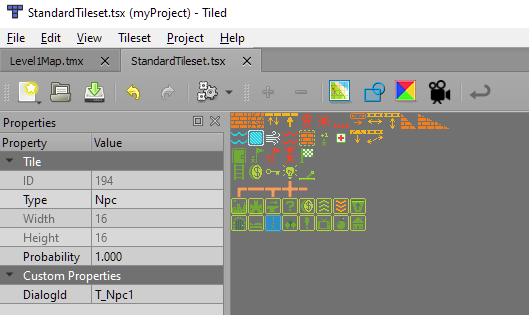 StandardTileset.tsx (myProject) - Tiled
File Edit View Tileset Project Help
Level1Map.tmx StandardTileset.tsx
Properties
Property Value
Tile
ID 194
Type Npc
Width 16
Height 16
Probability 1.000
Custom Properties
DialogId T_Npc1